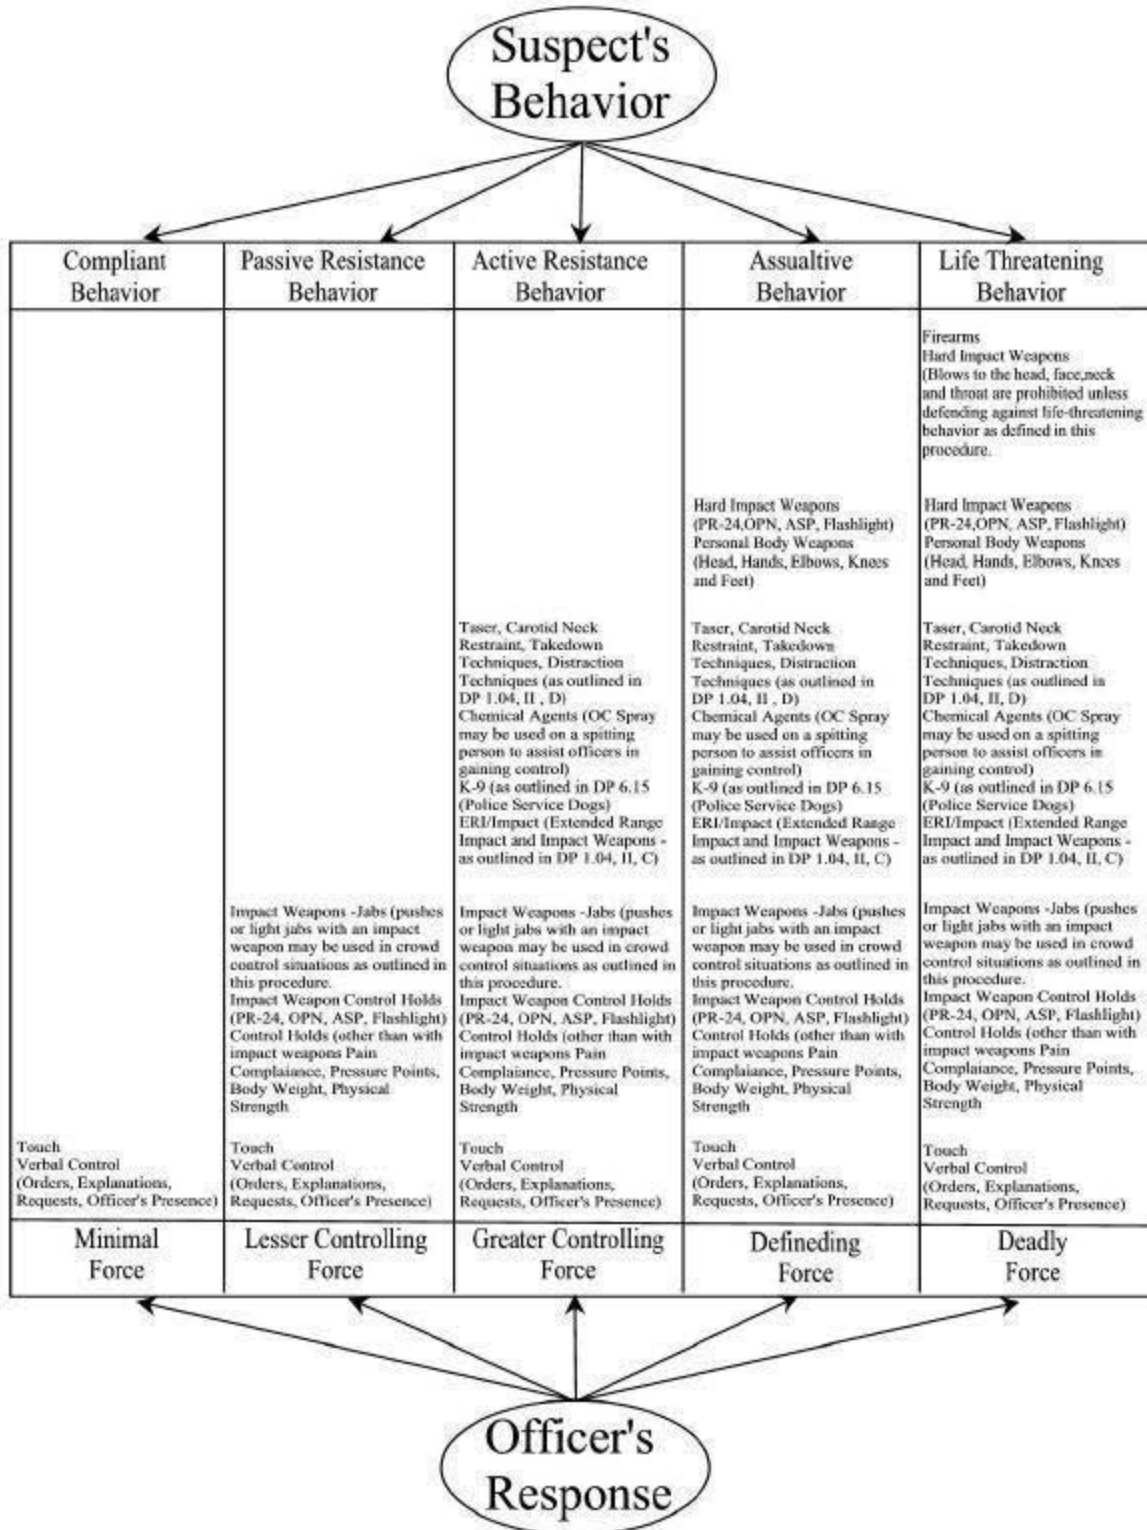 Suspect's
Behavior
Compliant
Behavior
Passive Resistance
Behavior
Active Resistance
Behavior
Assualtive
Behavior
Life Threatening
Behavior
Touch
Verbal Control
(Orders, Explanations,
Requests, Officer's Presence)
Impact Weapons -Jabs (pushes
or light jabs with an impact
weapon may be used in crowd
control situations as outlined in
this procedure.
Impact Weapon Control Holds
(PR-24, OPN, ASP, Flashlight)
Control Holds (other than with
impact weapons Pain
Complaiance, Pressure Points,
Body Weight, Physical
Strength
Touch
Verbal Control
(Orders, Explanations,
Requests, Officer's Presence)
Taser, Carotid Neck
Restraint, Takedown
Techniques, Distraction
Techniques (as outlined in
DP 1.04, II , D)
Chemical Agents (OC Spray
may be used on a spitting
person to assist officers in
gaining control)
K-9 (as outlined in DP 6.15
(Police Service Dogs)
ERI/Impact (Extended Range
Impact and Impact Weapons -
as outlined in DP 1.04, II, C)
Impact Weapons -Jabs (pushes
or light jabs with an impact
weapon may be used in crowd
control situations as outlined in
this procedure.
Impact Weapon Control Holds
(PR-24, OPN, ASP, Flashlight)
Control Holds (other than with
impact weapons Pain
Complaiance, Pressure Points,
Body Weight, Physical
Strength
Touch
Verbal Control
(Orders, Explanations,
Requests, Officer's Presence)
Hard Impact Weapons
(PR-24,OPN, ASP, Flashlight)
Personal Body Weapons
(Head, Hands, Elbows, Knees
and Feet)
Taser, Carotid Neck
Restraint, Takedown
Techniques, Distraction
Techniques (as outlined in
DP 1.04, II , D)
Chemical Agents (OC Spray
may be used on a spitting
person to assist officers in
gaining control)
K-9 (as outlined in DP 6.15
(Police Service Dogs)
ERI/Impact (Extended Range
Impact and Impact Weapons -
as outlined in DP 1.04, II, C)
Impact Weapons -Jabs (pushes
or light jabs with an impact
weapon may be used in crowd
control situations as outlined in
this procedure.
Impact Weapon Control Holds
(PR-24, OPN, ASP, Flashlight)
Control Holds (other than with
impact weapons Pain
Complaiance, Pressure Points,
Body Weight, Physical
Strength
Touch
Verbal Control
(Orders, Explanations,
Requests, Officer's Presence)
Firearms
Hard Impact Weapons
(Blows to the head, face,neck
and throat are prohibited unless
defending against life-threatening
behavior as defined in this
procedure.
Hard Impact Weapons
(PR-24,OPN, ASP, Flashlight)
Personal Body Weapons
(Head, Hands, Elbows, Knees
and Feet)
Taser, Carotid Neck
Restraint, Takedown
Techniques, Distraction
Techniques (as outlined in
DP 1.04, II, D)
Chemical Agents (OC Spray
may be used on a spitting
person to assist officers in
gaining control)
K-9 (as outlined in DP 6.15
(Police Service Dogs)
ERI/Impact (Extended Range
Impact and Impact Weapons -
as outlined in DP 1.04, II, C)
Impact Weapons -Jabs (pushes
or light jabs with an impact
weapon may be used in crowd
control situations as outlined in
this procedure.
Impact Weapon Control Holds
(PR-24, OPN, ASP, Flashlight)
Control Holds (other than with
impact weapons Pain
Complaiance, Pressure Points,
Body Weight, Physical
Strength
Touch
Verbal Control
(Orders, Explanations,
Requests, Officer's Presence)
Minimal
Force
Lesser Controlling
Force
Greater Controlling
Force
Defineding
Force
Deadly
Force
Officer's
Response